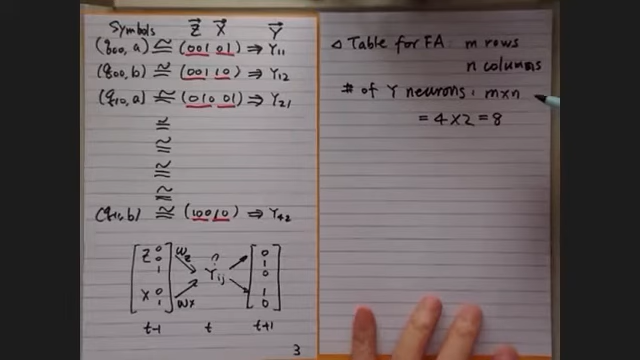 Symbols Z X Y
(q00, a) ≅ (001 01) ⇒ Y11
(q00, b) ≅ (001 10) ⇒ Y12
(q10, a) ≅ (010 01) ⇒ Y21
≅
≅
≅
≅
(q11, b) ≅ (100 10) ⇒ Y42
[Z 0 0 1 X 0 1] Wz Wx ? Yij [0 1 0 1 0]
t-1 t t+1
3
Δ Table for FA: m rows
n columns
# of Y neurons: m×n
= 4 × 2 = 8